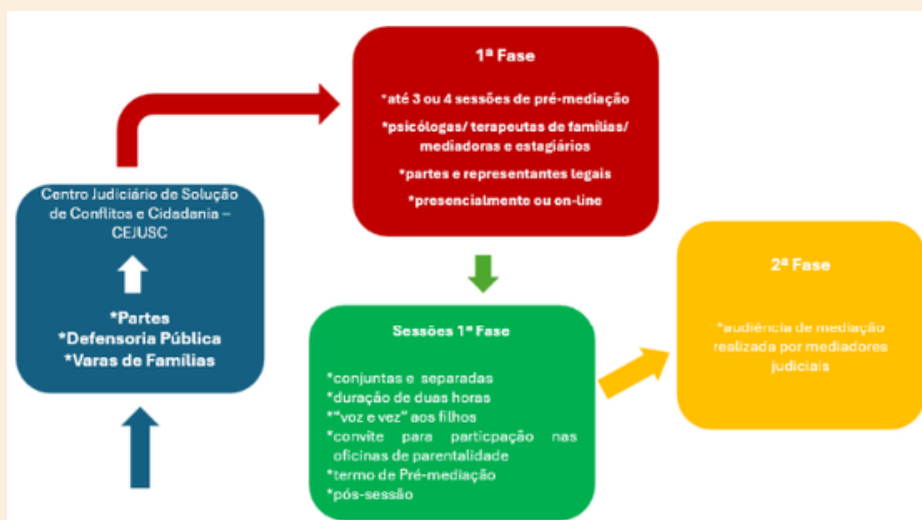 Centro Judiciário de Solução
de Conflitos e Cidadania –
CEJUSC
*Partes
*Defensoria Pública
*Varas de Famílias
1ª Fase
*até 3 ou 4 sessões de pré-mediação
*psicólogas/ terapeutas de famílias/
mediadoras e estagiários
*partes e representantes legais
*presencialmente ou on-line
Sessões 1ª Fase
*conjuntas e separadas
*duração de duas horas
*"voz e vez" aos filhos
*convite para particpação nas
oficinas de parentalidade
*termo de Pré-mediação
*pós-sessão
2ª Fase
*audiência de mediação
realizada por mediadores
judiciais